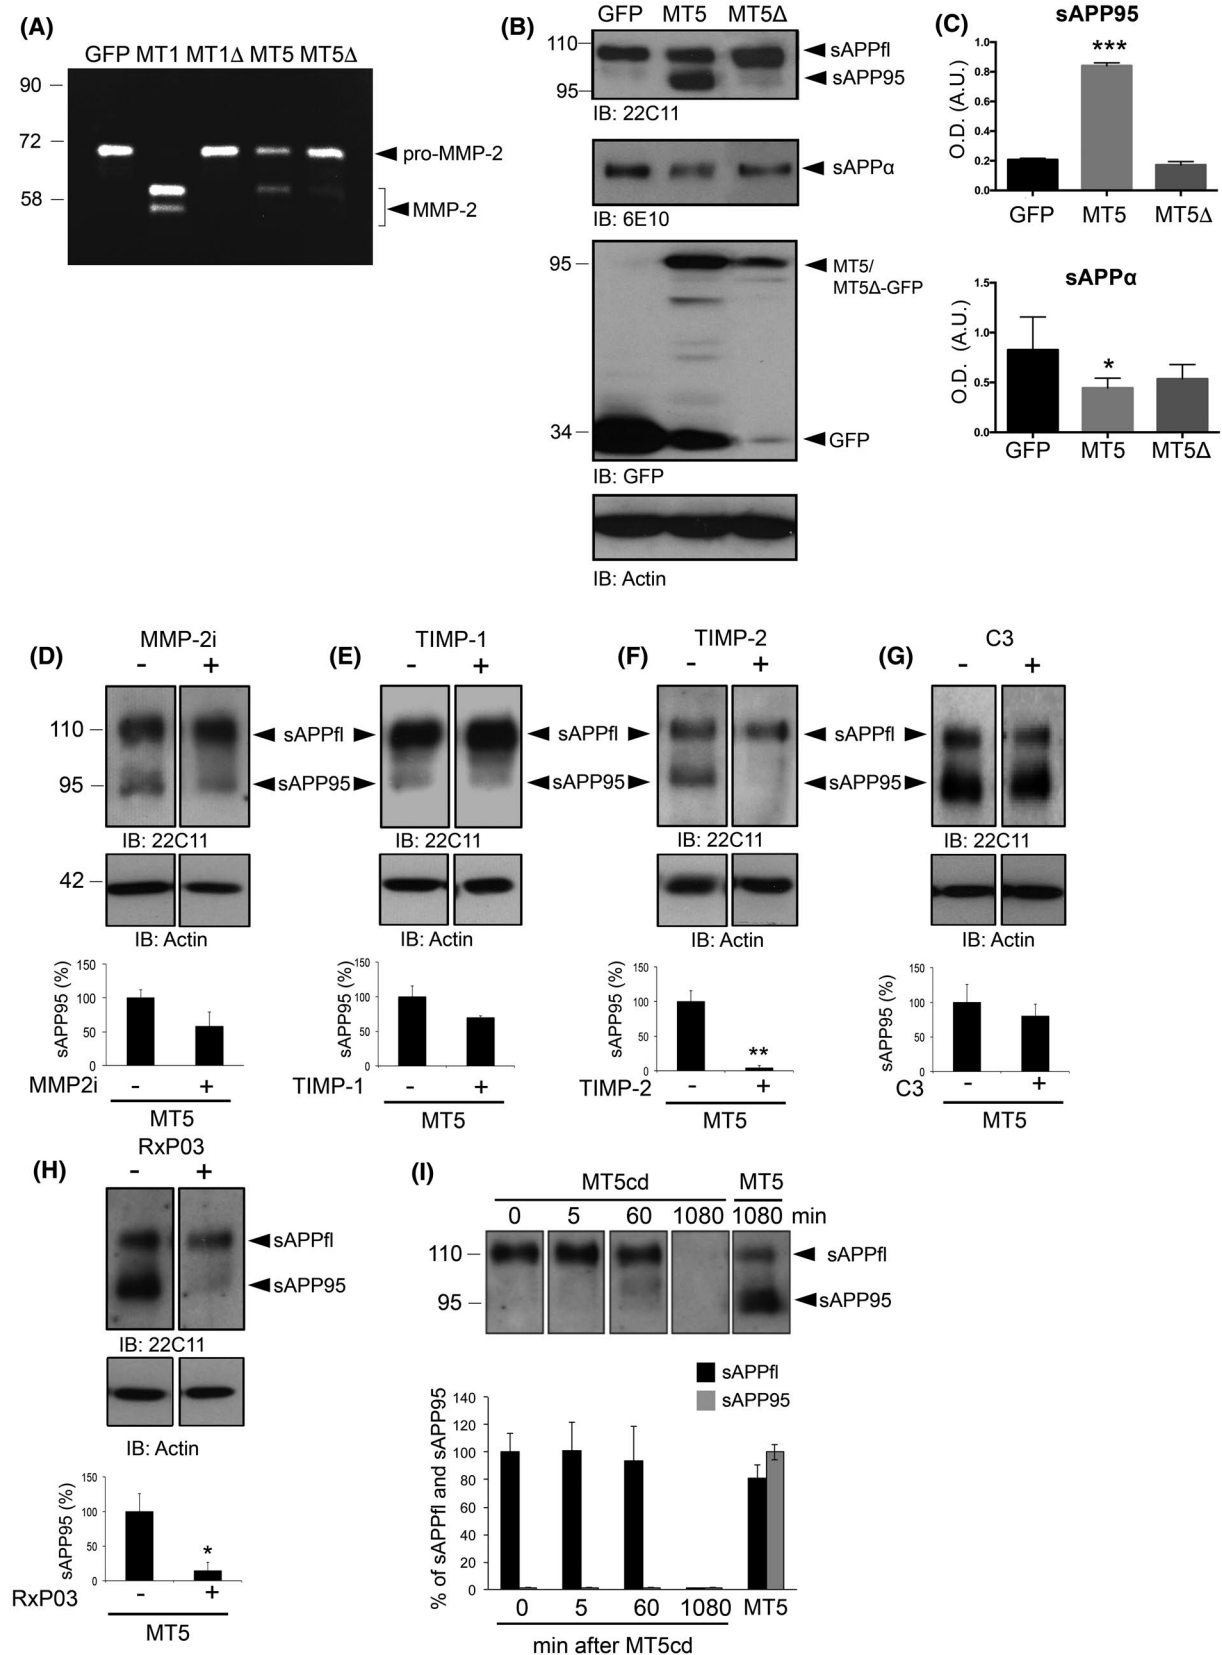 (A)
GFP MT1 MT1Δ MT5 MT5Δ
90
72
58
pro-MMP-2
MMP-2
(B)
GFP MT5 MT5Δ
110
95
sAPPfl
sAPP95
IB: 22C11
sAPPα
IB: 6E10
95
34
MT5/
MT5Δ-GFP
GFP
IB: GFP
IB: Actin
(C)
sAPP95
O.D. (A.U.)
1.0
0.8
0.6
0.4
0.2
0.0
***
GFP MT5 MT5Δ
sAPPα
O.D. (A.U.)
1.5
1.0
0.5
0.0
*
GFP MT5 MT5Δ
(D)
MMP-2i
- +
110
95
sAPPfl
sAPP95
IB: 22C11
42
IB: Actin
sAPP95 (%)
150
100
50
0
MMP2i - +
MT5
(E)
TIMP-1
- +
sAPPfl
sAPP95
IB: 22C11
IB: Actin
sAPP95 (%)
150
100
50
0
TIMP-1 - +
MT5
(F)
TIMP-2
- +
sAPPfl
sAPP95
IB: 22C11
IB: Actin
sAPP95 (%)
150
100
50
0
**
TIMP-2 - +
MT5
(G)
C3
- +
IB: 22C11
IB: Actin
sAPP95 (%)
150
100
50
0
C3 - +
MT5
(H)
RxP03
- +
sAPPfl
sAPP95
IB: 22C11
IB: Actin
sAPP95 (%)
150
100
50
0
*
RxP03 - +
MT5
(I)
MT5cd MT5
0 5 60 1080 1080 min
110
95
sAPPfl
sAPP95
sAPPfl
sAPP95
% of sAPPfl and sAPP95
140
120
100
80
60
40
20
0
0 5 60 1080 MT5
min after MT5cd